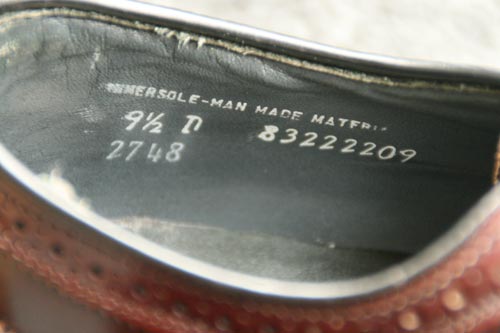 INNERSOLE-MAN MADE MATERIAL
9½ D 83222209
2748